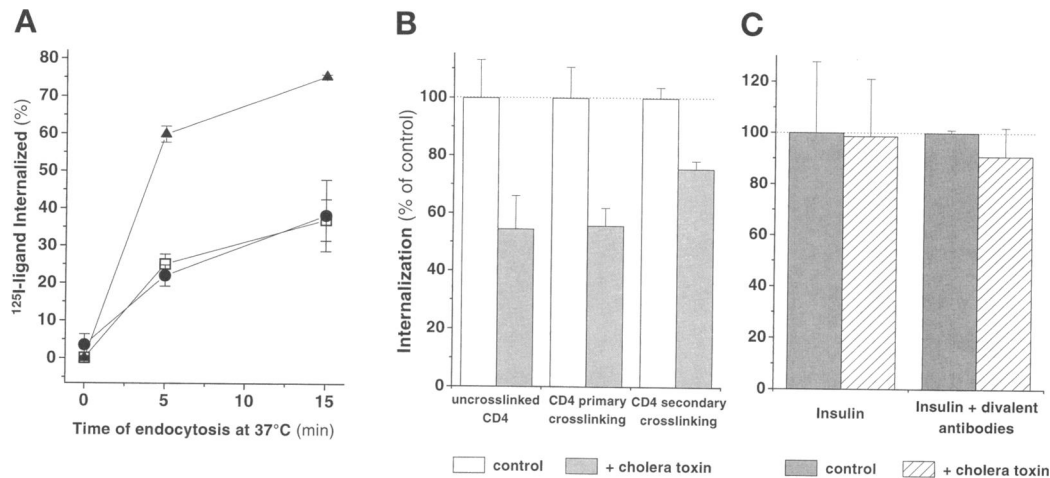 A
B
C
¹²⁵I-ligand Internalized (%)
80
70
60
50
40
30
20
10
0
0
5
10
15
Time of endocytosis at 37°C (min)
Internalization (% of control)
100
80
60
40
20
0
uncrosslinked CD4
CD4 primary crosslinking
CD4 secondary crosslinking
control
+ cholera toxin
120
100
80
60
40
20
0
Insulin
Insulin + divalent antibodies
control
+ cholera toxin